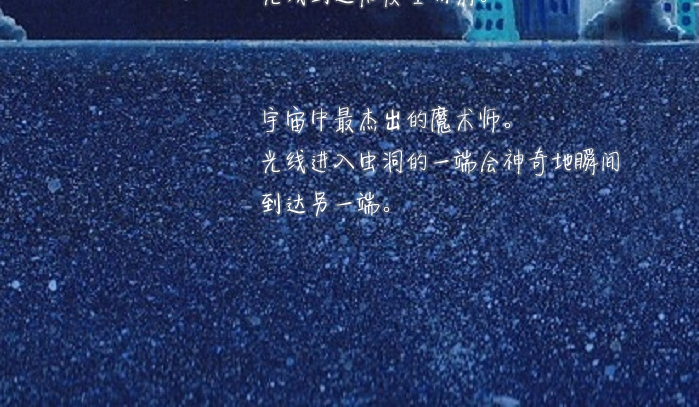 宇宙中最杰出的魔术师。
光线进入虫洞的一端会神奇地瞬间
到达另一端。